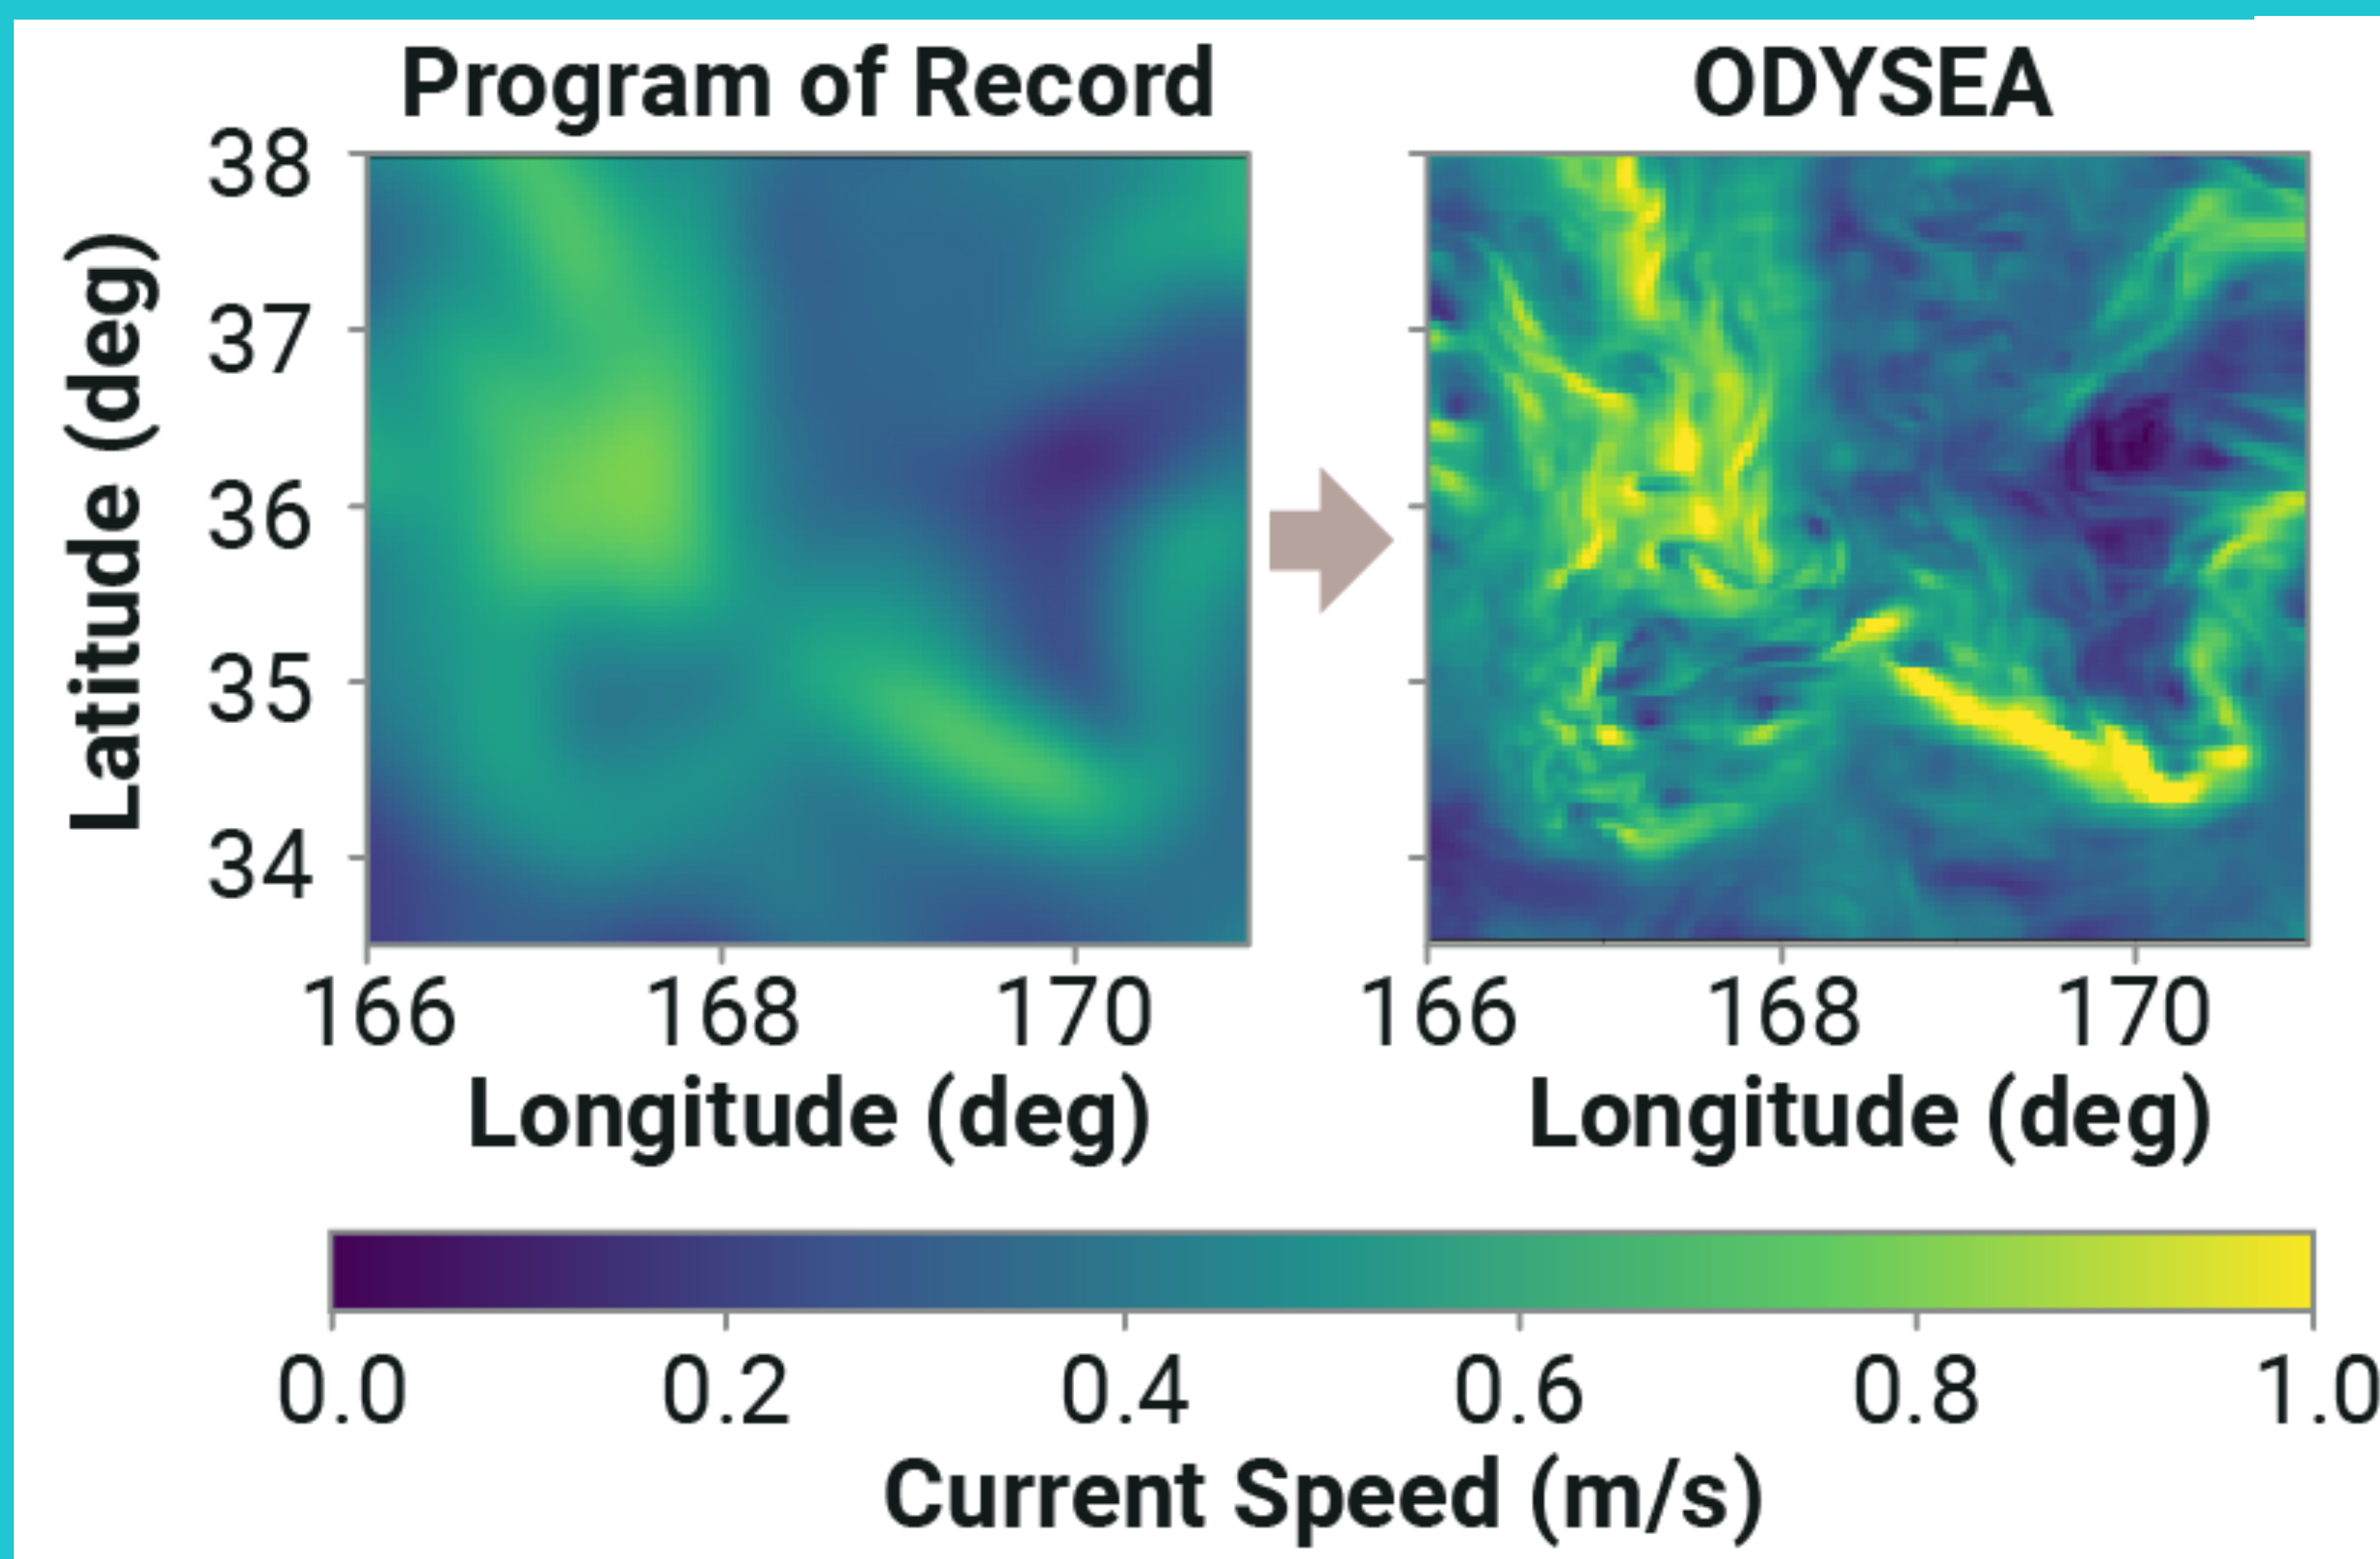 Program of Record
ODYSEA
38
37
36
35
34
Latitude (deg)
166 168 170
166 168 170
Longitude (deg)
Longitude (deg)
0.0 0.2 0.4 0.6 0.8 1.0
Current Speed (m/s)